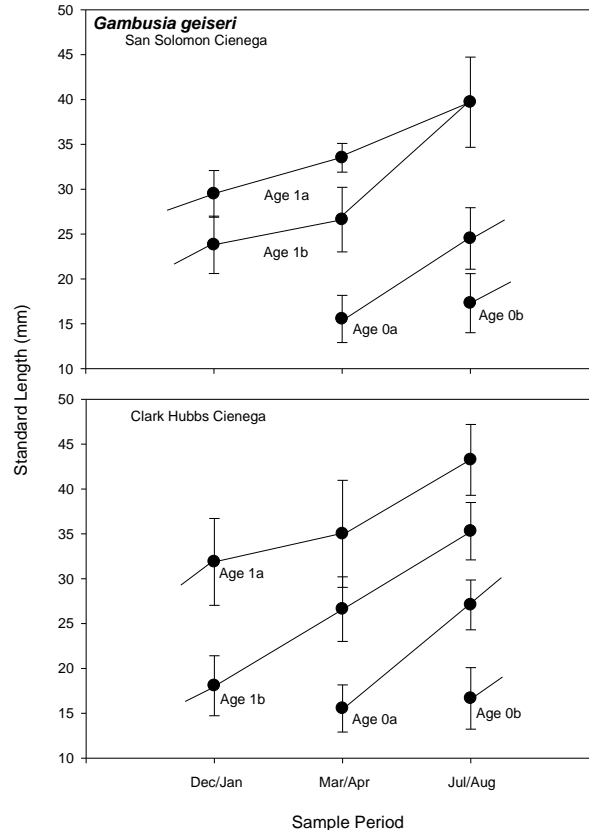 Gambusia geiseri
San Solomon Cienega
50
45
40
35
30
25
20
15
10
Age 1a
Age 1b
Age 0a
Age 0b
Standard Length (mm)
Clark Hubbs Cienega
50
45
40
35
30
25
20
15
10
Age 1a
Age 1b
Age 0a
Age 0b
Dec/Jan Mar/Apr Jul/Aug
Sample Period